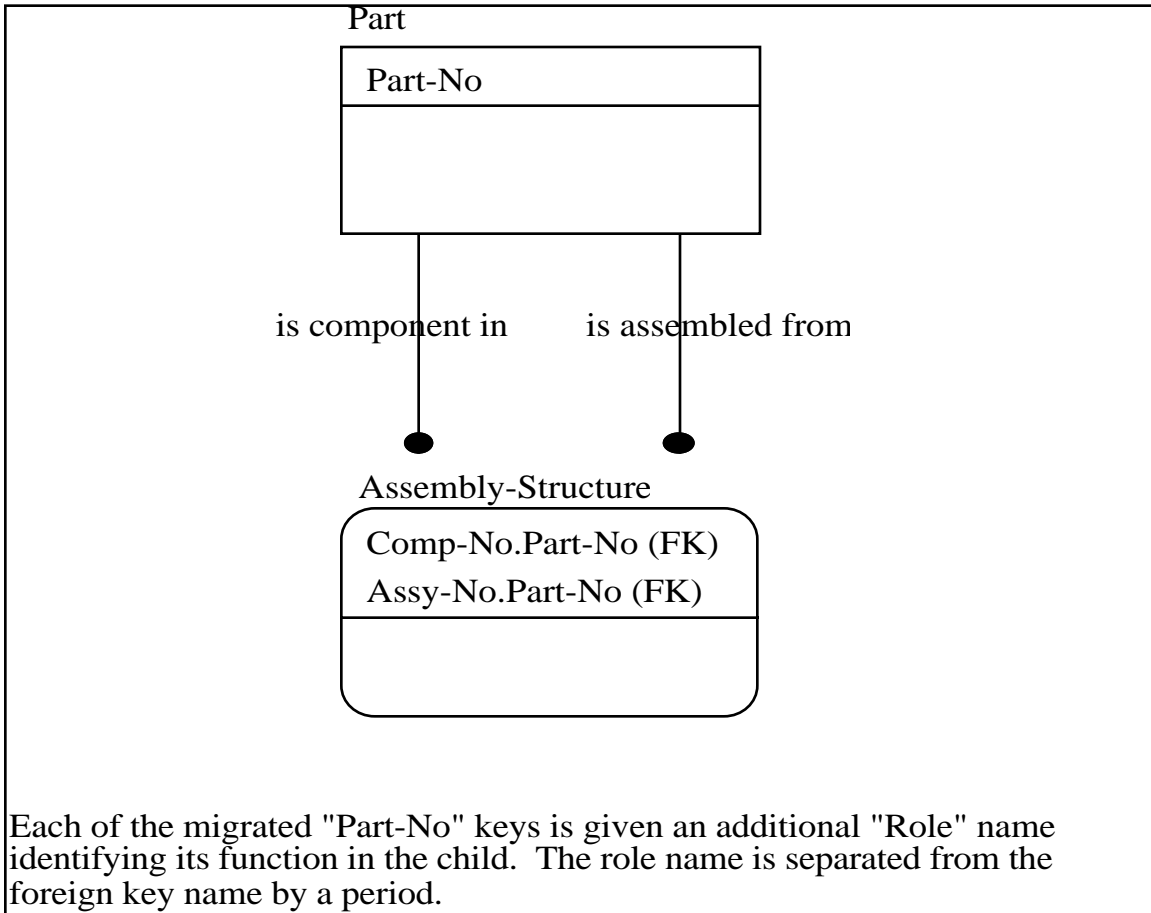 Part
Part-No
is component in
is assembled from
Assembly-Structure
Comp-No.Part-No (FK)
Assy-No.Part-No (FK)
Each of the migrated "Part-No" keys is given an additional "Role" name
identifying its function in the child.  The role name is separated from the
foreign key name by a period.